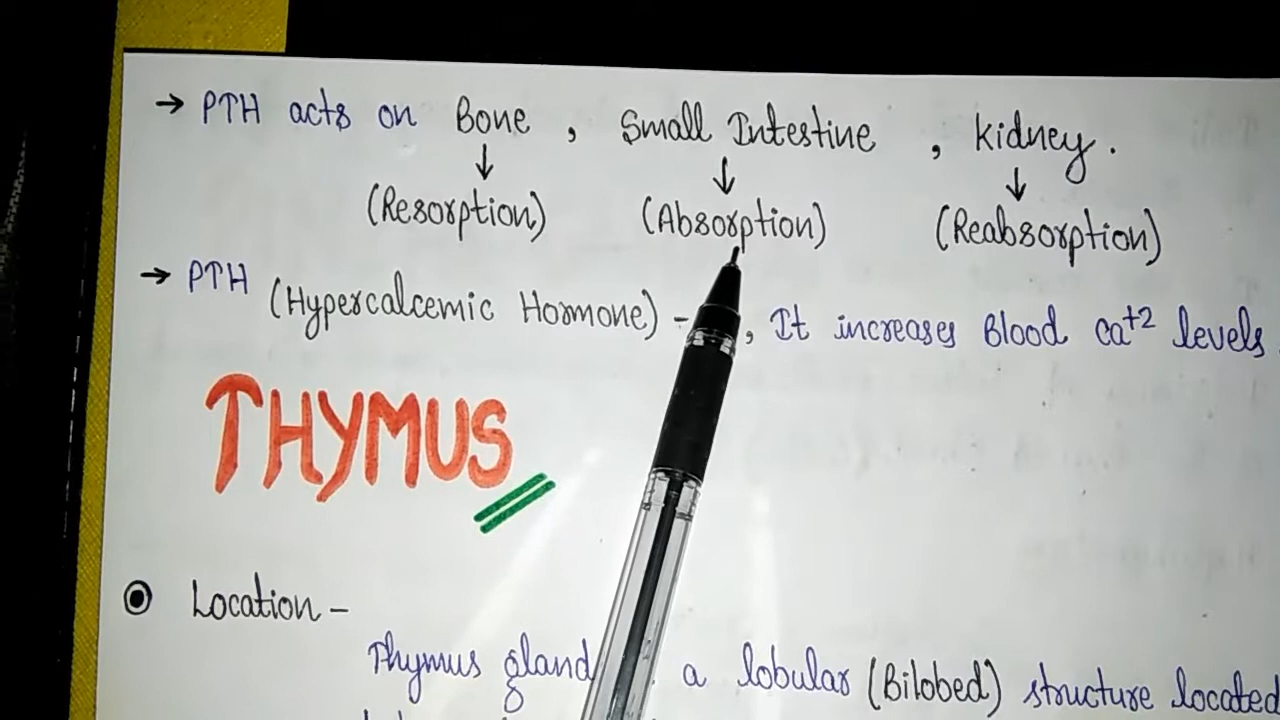 → PTH acts on Bone , Small Intestine , kidney .
↓ ↓ ↓
(Resorption) (Absorption) (Reabsorption)
→ PTH (Hypercalcemic Hormone) - , It increases Blood Ca+2 levels.
THYMUS
Location -
Thymus gland a lobular (Bilobed) structure located